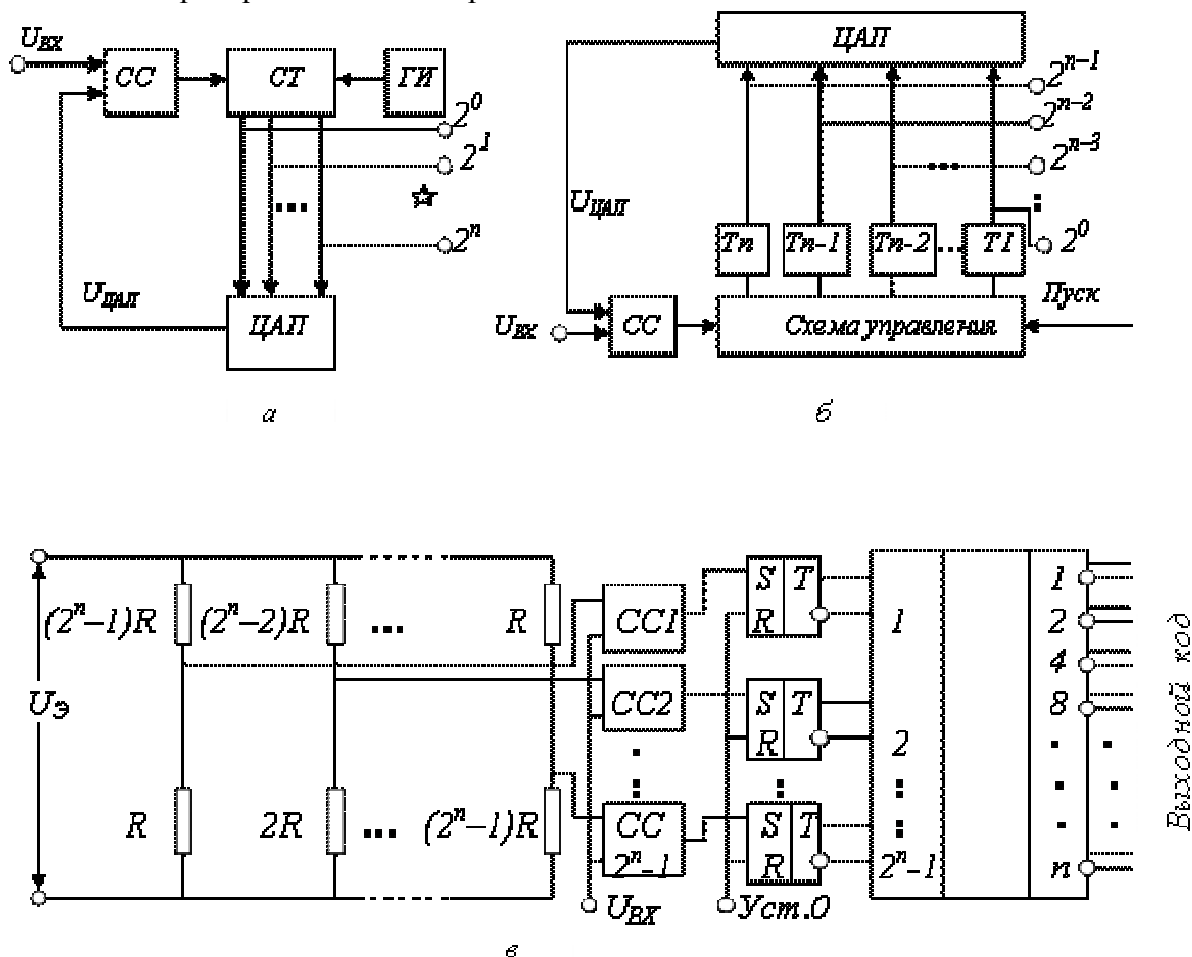 U_ВХ
СС
СТ
ГИ
2^0
2^1
...
2^n
U_ЦАП
ЦАП
а
ЦАП
2^{n-1}
2^{n-2}
2^{n-3}
...
U_ЦАП
Tn
Tn-1
Tn-2
...
T1
2^0
Пуск
U_ВХ
СС
Схема управления
б
(2^n-1)R
(2^n-2)R
...
R
СС1
S T
R
1
1
2
U_Э
СС2
S T
R
2
4
8
Выходной код
R
2R
...
(2^n-1)R
СС
2^n-1
S T
R
2^n-1
n
U_ВХ
Уст.0
в